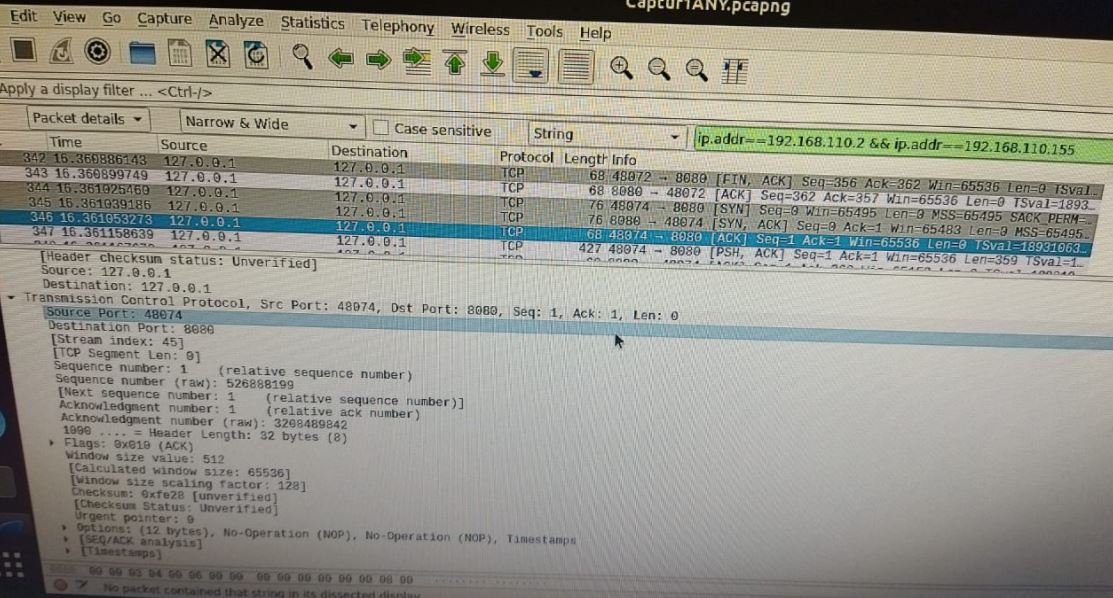 Captur1ANY.pcapng
Edit View Go Capture Analyze Statistics Telephony Wireless Tools Help
Apply a display filter ... <Ctrl-/>
Packet details Narrow & Wide Case sensitive String ip.addr==192.168.110.2 && ip.addr==192.168.110.155
Time Source Destination Protocol Length Info
342 16.360886143 127.0.0.1 127.0.0.1 TCP 68 48072 → 8080 [FIN, ACK] Seq=356 Ack=362 Win=65536 Len=0 TSval…
343 16.360899749 127.0.0.1 127.0.0.1 TCP 68 8080 → 48072 [ACK] Seq=362 Ack=357 Win=65536 Len=0 TSval=1893…
344 16.361025460 127.0.0.1 127.0.0.1 TCP 76 48074 → 8080 [SYN] Seq=0 Win=65495 Len=0 MSS=65495 SACK_PERM=…
345 16.361039186 127.0.0.1 127.0.0.1 TCP 76 8080 → 48074 [SYN, ACK] Seq=0 Ack=1 Win=65483 Len=0 MSS=65495…
346 16.361053273 127.0.0.1 127.0.0.1 TCP 68 48074 → 8080 [ACK] Seq=1 Ack=1 Win=65536 Len=0 TSval=18931063…
347 16.361158639 127.0.0.1 127.0.0.1 TCP 427 48074 → 8080 [PSH, ACK] Seq=1 Ack=1 Win=65536 Len=359 TSval=1…
[Header checksum status: Unverified]
Source: 127.0.0.1
Destination: 127.0.0.1
Transmission Control Protocol, Src Port: 48074, Dst Port: 8080, Seq: 1, Ack: 1, Len: 0
Source Port: 48074
Destination Port: 8080
[Stream index: 45]
[TCP Segment Len: 0]
Sequence number: 1 (relative sequence number)
Sequence number (raw): 526888199
[Next sequence number: 1 (relative sequence number)]
Acknowledgment number: 1 (relative ack number)
Acknowledgment number (raw): 3208489842
1000 .... = Header Length: 32 bytes (8)
Flags: 0x010 (ACK)
Window size value: 512
[Calculated window size: 65536]
[Window size scaling factor: 128]
Checksum: 0xfe28 [unverified]
[Checksum Status: Unverified]
Urgent pointer: 0
Options: (12 bytes), No-Operation (NOP), No-Operation (NOP), Timestamps
[SEQ/ACK analysis]
[Timestamps]
0000 00 00 03 04 00 06 00 00 00 00 00 00 00 00 08 00
No packet contained that string in its dissected display